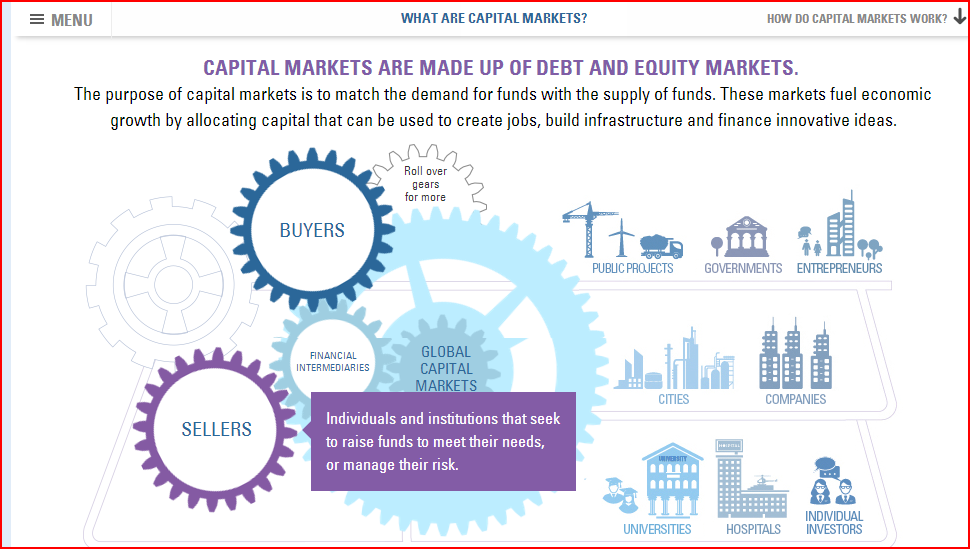 MENU
WHAT ARE CAPITAL MARKETS?
HOW DO CAPITAL MARKETS WORK?
CAPITAL MARKETS ARE MADE UP OF DEBT AND EQUITY MARKETS.
The purpose of capital markets is to match the demand for funds with the supply of funds. These markets fuel economic
growth by allocating capital that can be used to create jobs, build infrastructure and finance innovative ideas.
Roll over
gears
for more
BUYERS
PUBLIC PROJECTS
GOVERNMENTS
ENTREPRENEURS
FINANCIAL
INTERMEDIARIES
GLOBAL
CAPITAL
MARKETS
CITIES
COMPANIES
SELLERS
Individuals and institutions that seek
to raise funds to meet their needs,
or manage their risk.
UNIVERSITY
HOSPITAL
UNIVERSITIES
HOSPITALS
INDIVIDUAL
INVESTORS